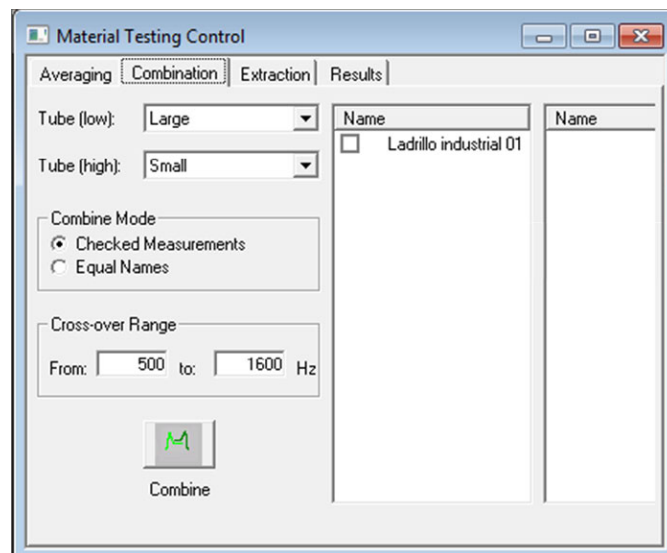 Material Testing Control
Averaging Combination Extraction Results
Tube (low): Large
Tube (high): Small
Combine Mode
Checked Measurements
Equal Names
Cross-over Range
From: 500 to: 1600 Hz
Combine
Name
Ladrillo industrial 01
Name